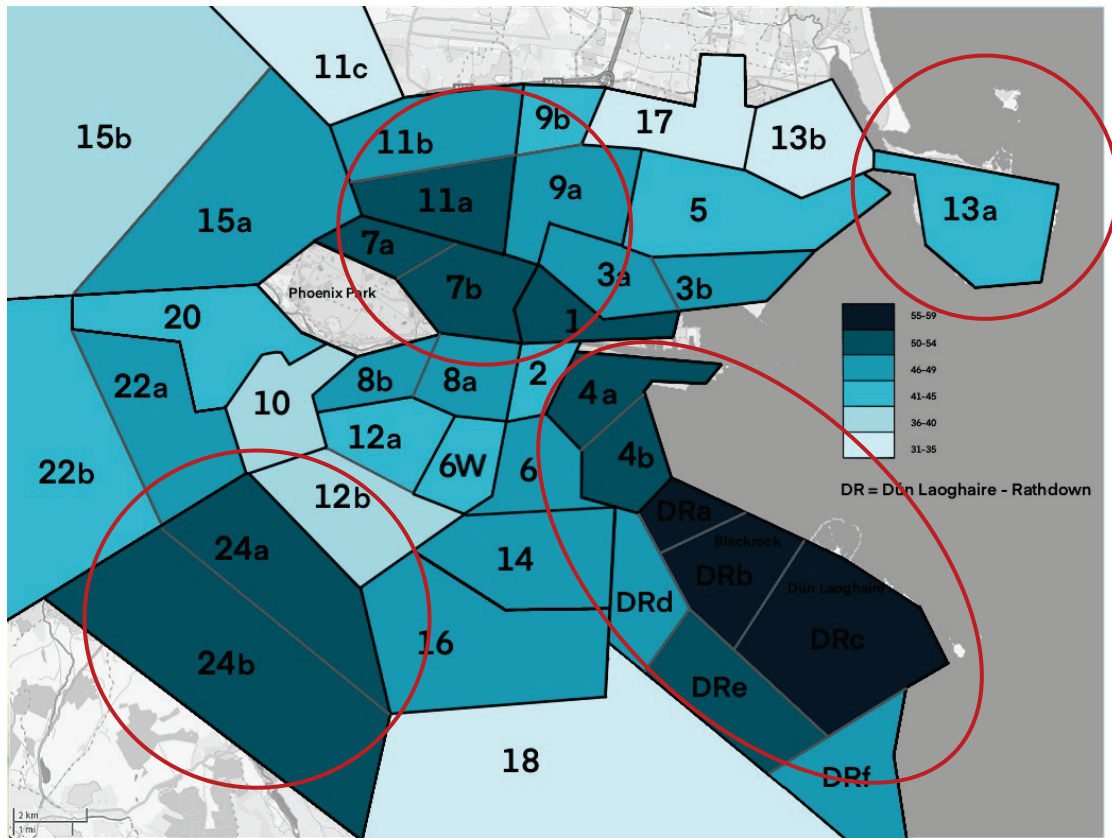 11c
15b
9b
17
13b
11b
11a
9a
5
13a
15a
7a
7b
3a
3b
Phoenix Park
1
20
55-59
50-54
46-49
41-45
36-40
31-35
22a
8b
8a
2
4a
10
12a
6W
6
4b
22b
DR = Dún Laoghaire - Rathdown
12b
DRa
24a
Blackrock
14
DRb
Dún Laoghaire
DRd
DRc
16
24b
DRe
18
DRf
2 km
1 mi